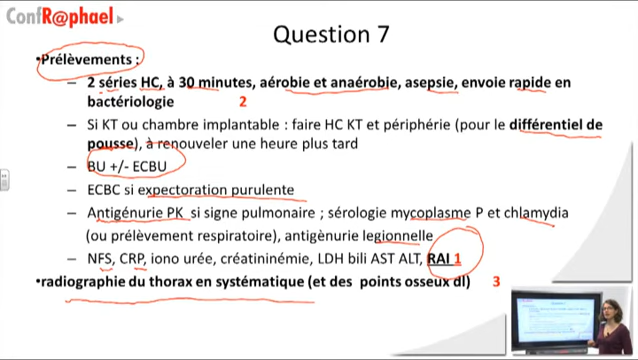 ConfR@phael
Question 7
•Prélèvements :
– 2 séries HC, à 30 minutes, aérobie et anaérobie, asepsie, envoie rapide en
bactériologie 2
– Si KT ou chambre implantable : faire HC KT et périphérie (pour le différentiel de
pousse), à renouveler une heure plus tard
– BU +/- ECBU
– ECBC si expectoration purulente
– Antigénurie PK si signe pulmonaire ; sérologie mycoplasme P et chlamydia
(ou prélèvement respiratoire), antigènurie legionnelle
– NFS, CRP, iono urée, créatininémie, LDH bili AST ALT, RAI 1
•radiographie du thorax en systématique (et des points osseux dl) 3